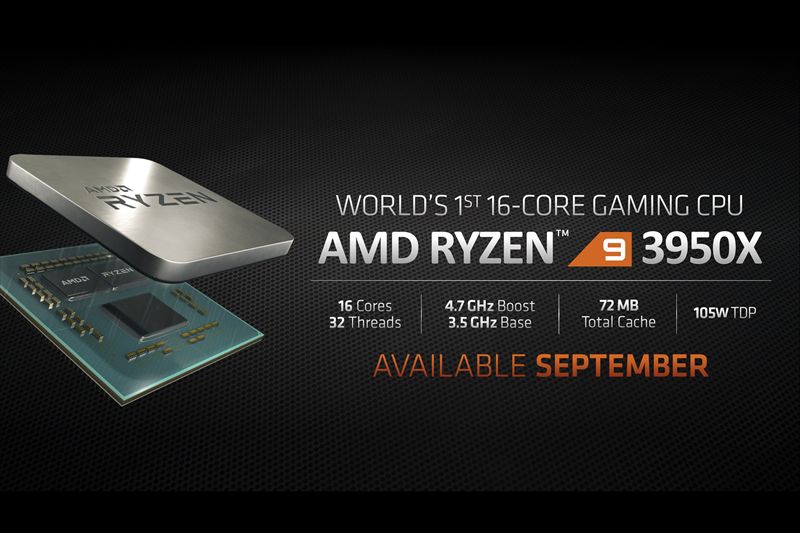 AMD
RYZEN
AMD RYZEN
WORLD'S 1ST 16-CORE GAMING CPU
AMD RYZEN™ 9 3950X
16 Cores
32 Threads
4.7 GHz Boost
3.5 GHz Base
72 MB
Total Cache
105W TDP
AVAILABLE SEPTEMBER